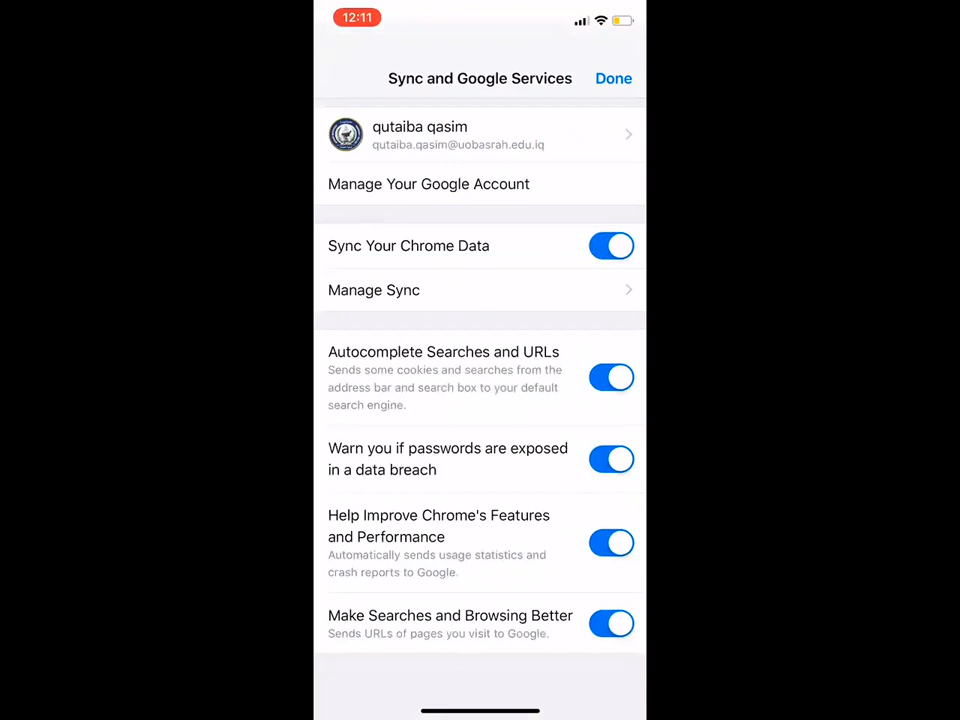 12:11
Sync and Google Services
Done
qutaiba qasim
qutaiba.qasim@uobasrah.edu.iq
Manage Your Google Account
Sync Your Chrome Data
Manage Sync
Autocomplete Searches and URLs
Sends some cookies and searches from the
address bar and search box to your default
search engine.
Warn you if passwords are exposed
in a data breach
Help Improve Chrome's Features
and Performance
Automatically sends usage statistics and
crash reports to Google.
Make Searches and Browsing Better
Sends URLs of pages you visit to Google.